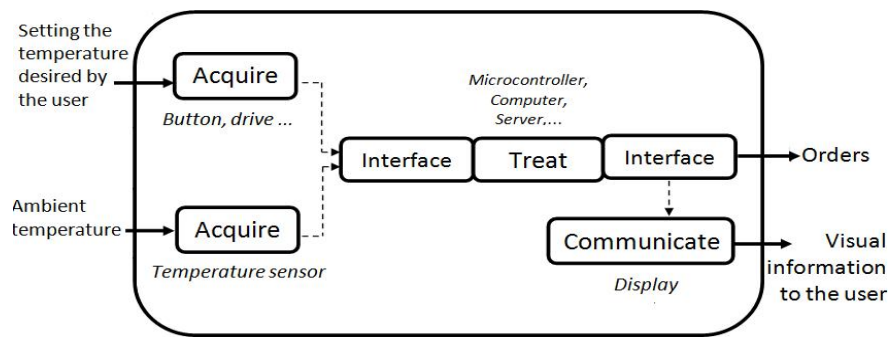 Setting the
temperature
desired by
the user
Acquire
Button, drive ...
Microcontroller,
Computer,
Server,...
Interface
Treat
Interface
Orders
Ambient
temperature
Acquire
Temperature sensor
Communicate
Display
Visual
information
to the user